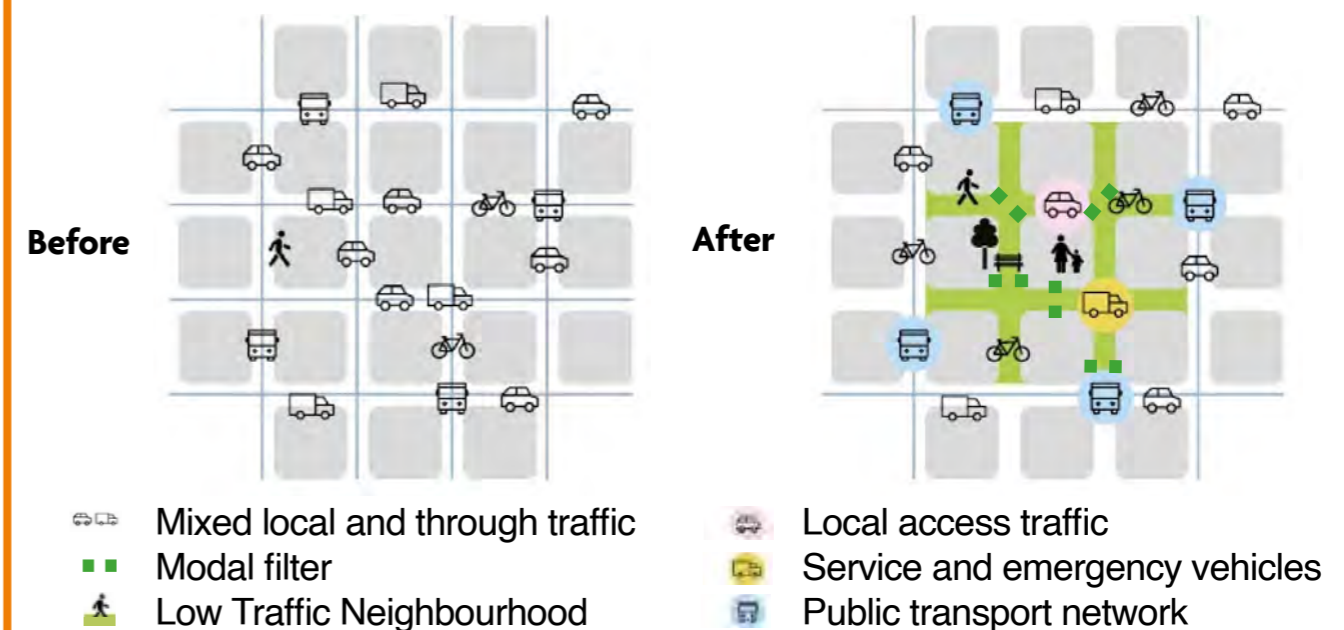 Before
After
Mixed local and through traffic
Modal filter
Low Traffic Neighbourhood
Local access traffic
Service and emergency vehicles
Public transport network